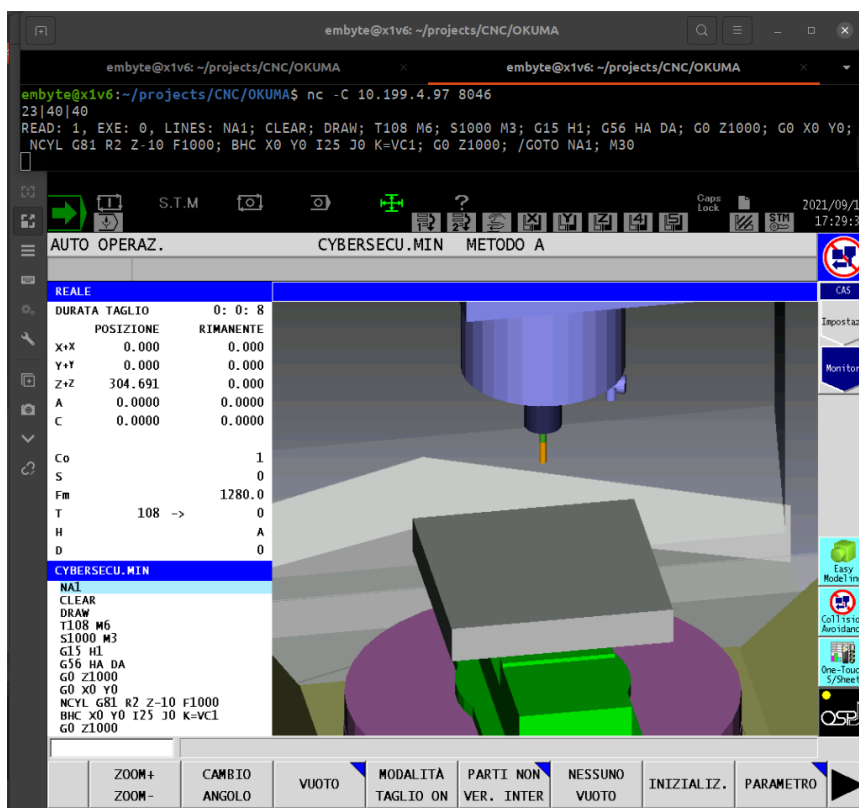 embyte@x1v6: ~/projects/CNC/OKUMA
embyte@x1v6: ~/projects/CNC/OKUMA
embyte@x1v6: ~/projects/CNC/OKUMA
embyte@x1v6:~/projects/CNC/OKUMA$ nc -C 10.199.4.97 8046
23|40|40
READ: 1, EXE: 0, LINES: NA1; CLEAR; DRAW; T108 M6; S1000 M3; G15 H1; G56 HA DA; G0 Z1000; G0 X0 Y0;
NCYL G81 R2 Z-10 F1000; BHC X0 Y0 I25 J0 K=VC1; G0 Z1000; /GOTO NA1; M30
S.T.M
Caps Lock
2021/09/1
17:29:3
AUTO OPERAZ.
CYBERSECU.MIN METODO A
REALE
DURATA TAGLIO 0: 0: 8
POSIZIONE RIMANENTE
X+X 0.000 0.000
Y+Y 0.000 0.000
Z+Z 304.691 0.000
A 0.0000 0.0000
C 0.0000 0.0000
Co 1
S 0
Fm 1280.0
T 108 -> 0
H A
D 0
CYBERSECU.MIN
NA1
CLEAR
DRAW
T108 M6
S1000 M3
G15 H1
G56 HA DA
G0 Z1000
G0 X0 Y0
NCYL G81 R2 Z-10 F1000
BHC X0 Y0 I25 J0 K=VC1
G0 Z1000
CAS
Impostaz
Monitor
Easy
Modelin
Collisio
Avoidanc
One-Touc
S/Sheet
OSP
ZOOM+
ZOOM-
CAMBIO
ANGOLO
VUOTO
MODALITÀ
TAGLIO ON
PARTI NON
VER. INTER
NESSUNO
VUOTO
INIZIALIZ.
PARAMETRO